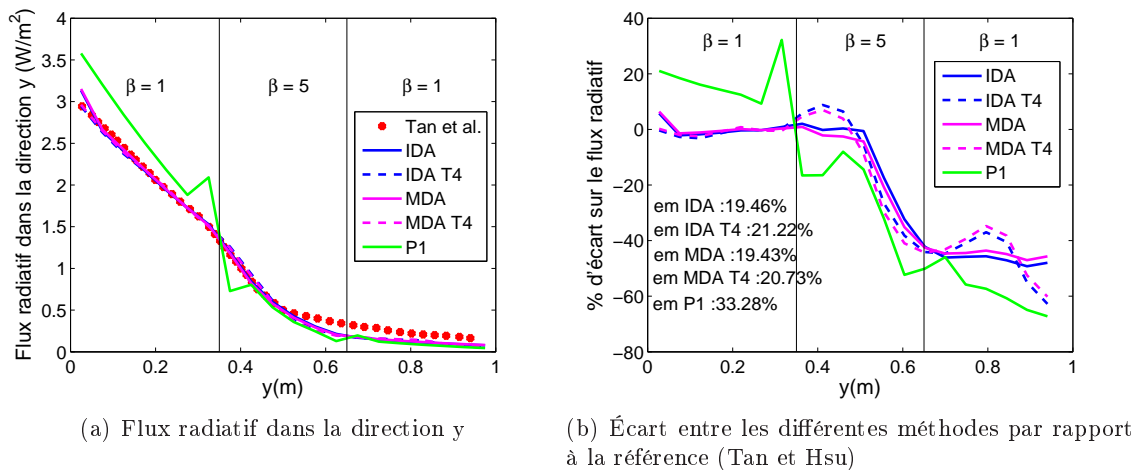 Flux radiatif dans la direction y (W/m²)
4
3.5
3
2.5
2
1.5
1
0.5
0
β = 1
β = 5
β = 1
Tan et al.
IDA
IDA T4
MDA
MDA T4
P1
0
0.2
0.4
0.6
0.8
1
y(m)
(a) Flux radiatif dans la direction y
% d'écart sur le flux radiatif
40
20
0
−20
−40
−60
−80
β = 1
β = 5
β = 1
IDA
IDA T4
MDA
MDA T4
P1
em IDA :19.46%
em IDA T4 :21.22%
em MDA :19.43%
em MDA T4 :20.73%
em P1 :33.28%
0
0.2
0.4
0.6
0.8
1
y(m)
(b) Écart entre les différentes méthodes par rapport
à la référence (Tan et Hsu)